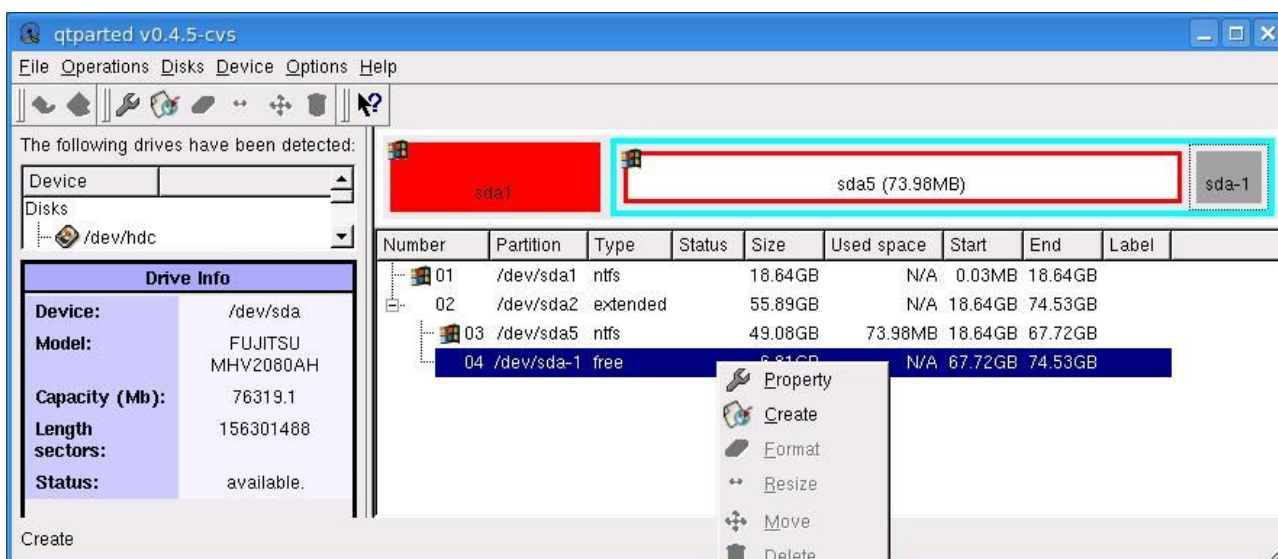 qtparted v0.4.5-cvs
File Operations Disks Device Options Help
The following drives have been detected:
Device
Disks
/dev/hdc
Drive Info
Device: /dev/sda
Model: FUJITSU MHV2080AH
Capacity (Mb): 76319.1
Length sectors: 156301488
Status: available.
sda1
sda5 (73.98MB)
sda-1
Number Partition Type Status Size Used space Start End Label
01 /dev/sda1 ntfs 18.64GB N/A 0.03MB 18.64GB
02 /dev/sda2 extended 55.89GB N/A 18.64GB 74.53GB
03 /dev/sda5 ntfs 49.08GB 73.98MB 18.64GB 67.72GB
04 /dev/sda-1 free 6.81GB N/A 67.72GB 74.53GB
Property
Create
Format
Resize
Move
Delete
Create